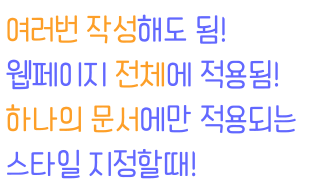 여러번 작성해도 됨!
웹페이지 전체에 적용됨!
하나의 문서에만 적용되는
스타일 지정할때!